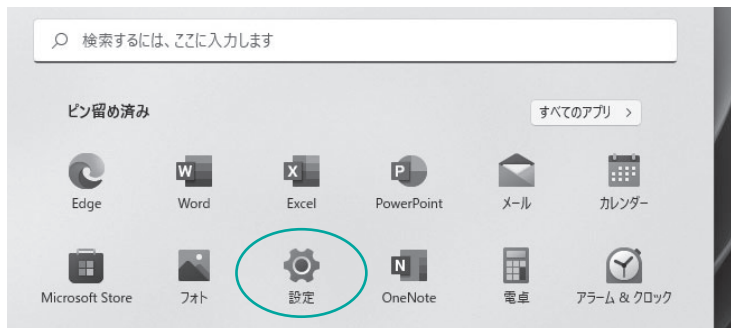 検索するには、ここに入力します
ピン留め済み
すべてのアプリ >
Edge Word Excel PowerPoint メール カレンダー
Microsoft Store フォト 設定 OneNote 電卓 アラーム & クロック